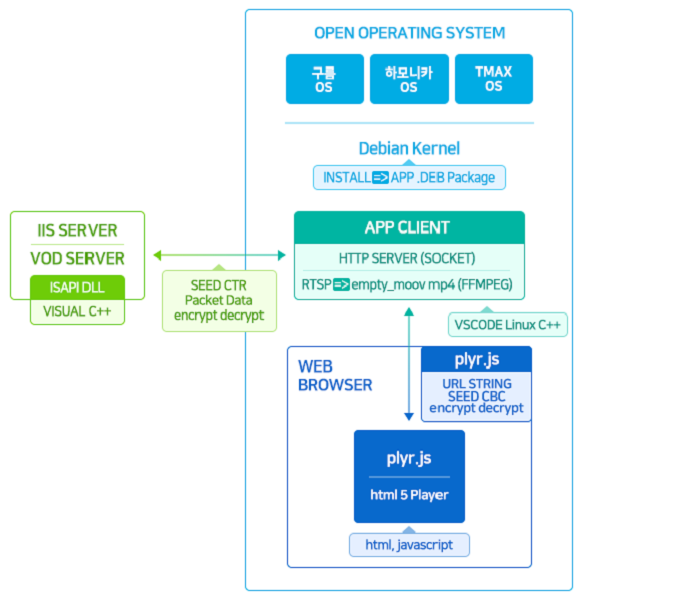 OPEN OPERATING SYSTEM
구름
OS
하모니카
OS
TMAX
OS
Debian Kernel
INSTALL => APP .DEB Package
IIS SERVER
VOD SERVER
ISAPI DLL
VISUAL C++
SEED CTR
Packet Data
encrypt decrypt
APP CLIENT
HTTP SERVER (SOCKET)
RTSP => empty_moov mp4 (FFMPEG)
VSCODE Linux C++
WEB
BROWSER
plyr.js
URL STRING
SEED CBC
encrypt decrypt
plyr.js
html 5 Player
html, javascript